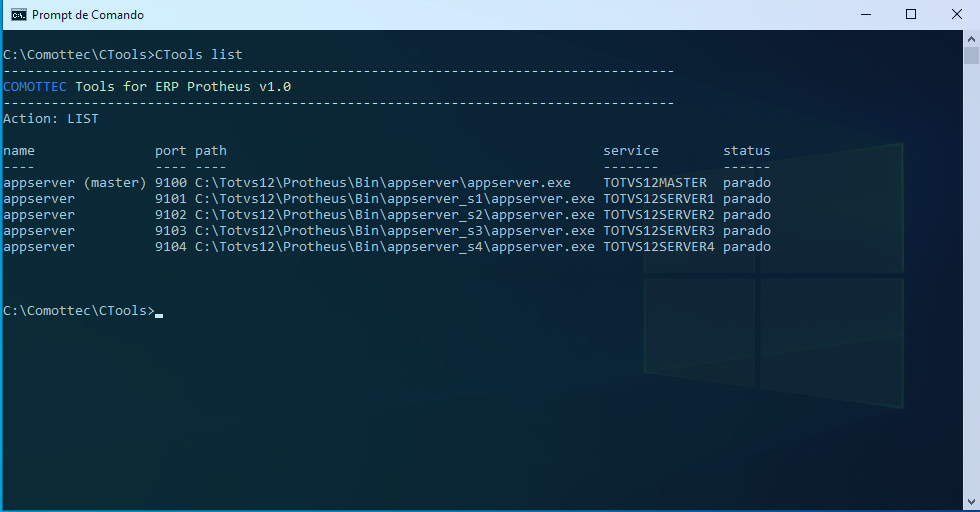 Prompt de Comando
C:\Comottec\CTools>CTools list
------------------------------------------------------------------------------------
COMOTTEC Tools for ERP Protheus v1.0
------------------------------------------------------------------------------------
Action: LIST
name port path service status
---- ---- ---- ------- ------
appserver (master) 9100 C:\Totvs12\Protheus\Bin\appserver\appserver.exe TOTVS12MASTER parado
appserver 9101 C:\Totvs12\Protheus\Bin\appserver_s1\appserver.exe TOTVS12SERVER1 parado
appserver 9102 C:\Totvs12\Protheus\Bin\appserver_s2\appserver.exe TOTVS12SERVER2 parado
appserver 9103 C:\Totvs12\Protheus\Bin\appserver_s3\appserver.exe TOTVS12SERVER3 parado
appserver 9104 C:\Totvs12\Protheus\Bin\appserver_s4\appserver.exe TOTVS12SERVER4 parado
C:\Comottec\CTools>